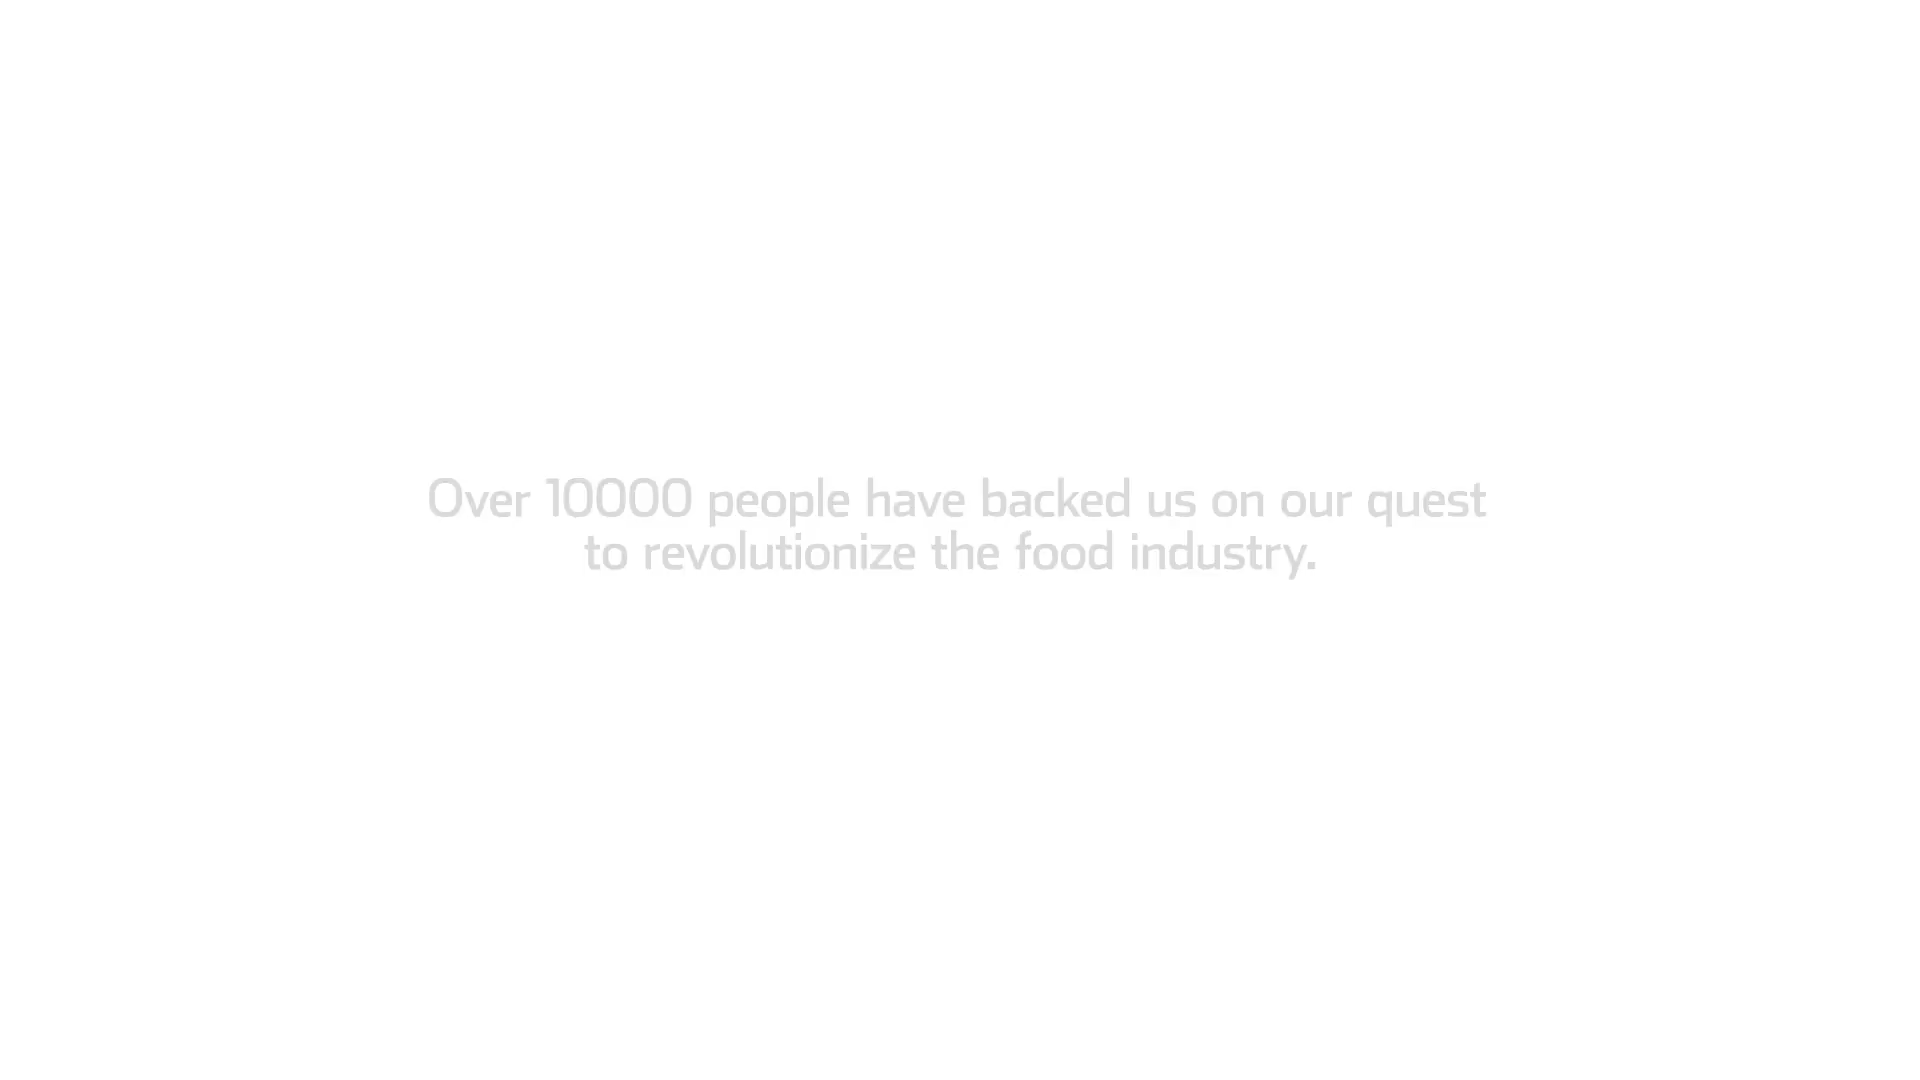 Over 10000 people have backed us on our quest
to revolutionize the food industry.